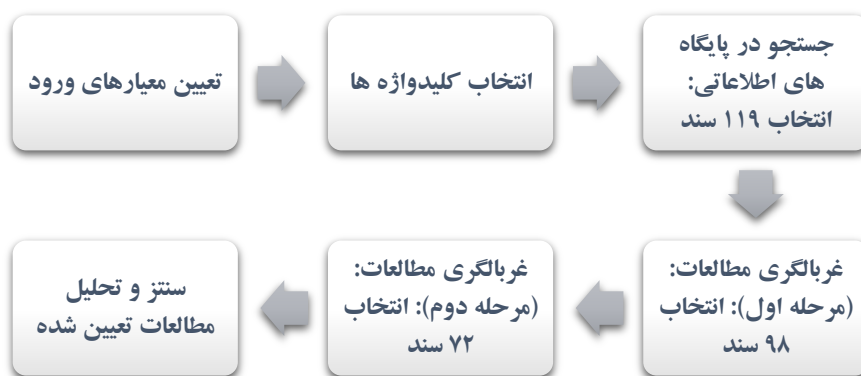 تعیین معیارهای ورود
انتخاب کلیدواژه ها
جستجو در پایگاه
های اطلاعاتی:
انتخاب ۱۱۹ سند
غربالگری مطالعات:
(مرحله اول): انتخاب
۹۸ سند
غربالگری مطالعات:
(مرحله دوم): انتخاب
۷۲ سند
سنتز و تحلیل
مطالعات تعیین شده